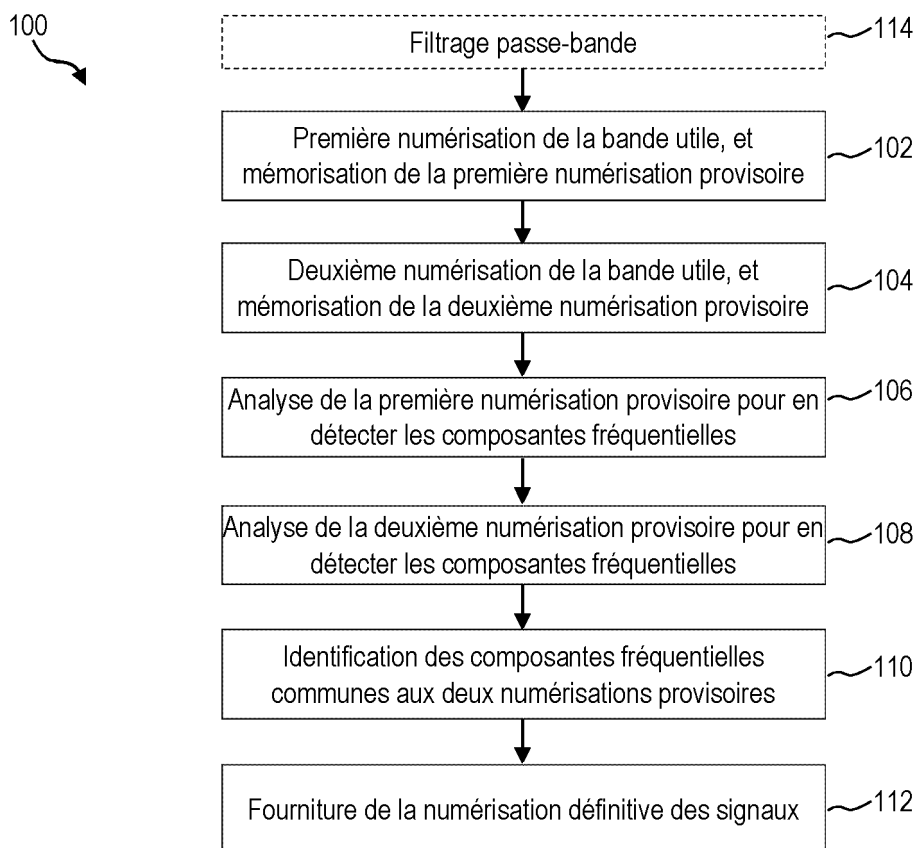 100
Filtrage passe-bande
114
Première numérisation de la bande utile, et
mémorisation de la première numérisation provisoire
102
Deuxième numérisation de la bande utile, et
mémorisation de la deuxième numérisation provisoire
104
Analyse de la première numérisation provisoire pour en
détecter les composantes fréquentielles
106
Analyse de la deuxième numérisation provisoire pour en
détecter les composantes fréquentielles
108
Identification des composantes fréquentielles
communes aux deux numérisations provisoires
110
Fourniture de la numérisation définitive des signaux
112